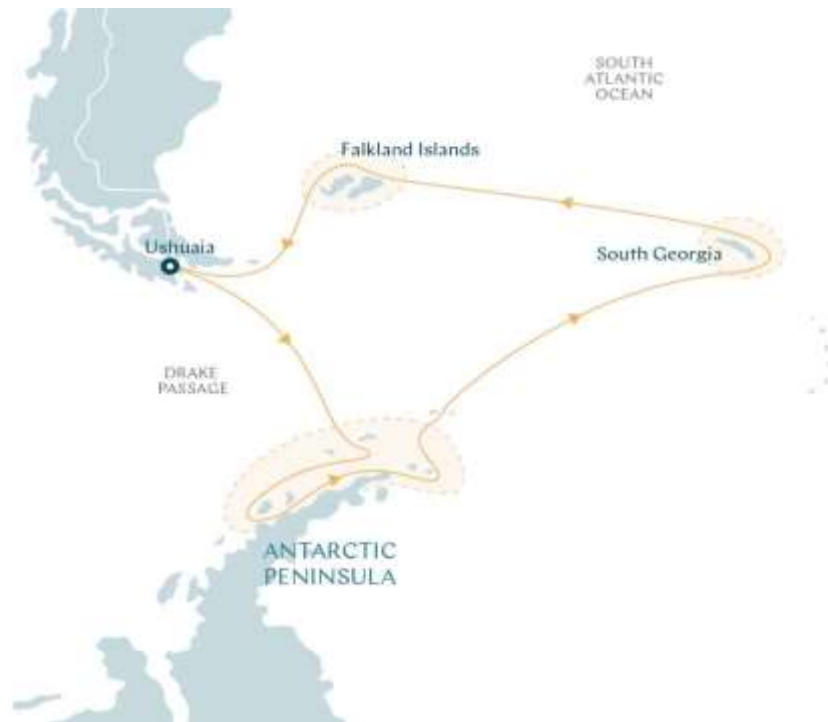 SOUTH
ATLANTIC
OCEAN
Falkland Islands
Ushuaia
South Georgia
DRAKE
PASSAGE
ANTARCTIC
PENINSULA